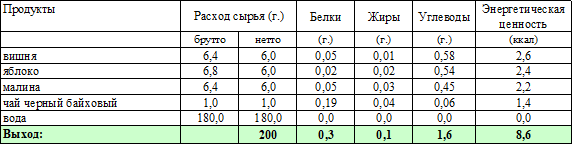 Продукты Расход сырья (г.) Белки Жиры Углеводы Энергетическая ценность
брутто нетто (г.) (г.) (г.) (ккал)
вишня 6,4 6,0 0,05 0,01 0,58 2,6
яблоко 6,8 6,0 0,02 0,02 0,54 2,4
малина 6,4 6,0 0,05 0,03 0,45 2,2
чай черный байховый 1,0 1,0 0,19 0,04 0,06 1,4
вода 180,0 180,0 0,0 0,0 0,0 0,0
Выход: 200 0,3 0,1 1,6 8,6